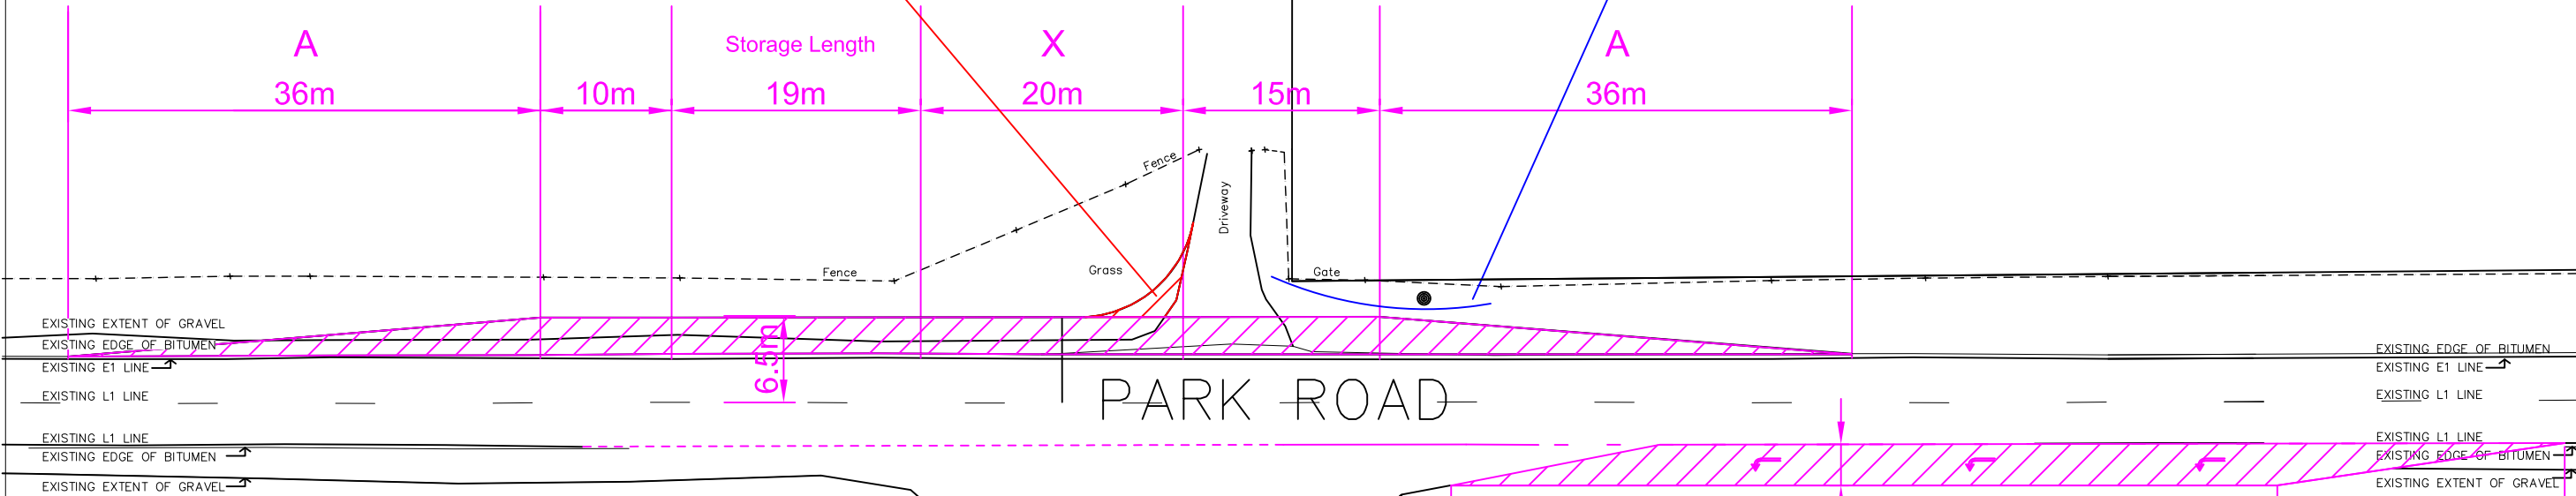 A
Storage Length
X
A
36m
10m
19m
20m
15m
36m
Fence
Driveway
Fence
Grass
Gate
EXISTING EXTENT OF GRAVEL
EXISTING EDGE OF BITUMEN
EXISTING E1 LINE
EXISTING L1 LINE
6.5m
PARK ROAD
EXISTING EDGE OF BITUMEN
EXISTING E1 LINE
EXISTING L1 LINE
EXISTING L1 LINE
EXISTING EDGE OF BITUMEN
EXISTING EXTENT OF GRAVEL
EXISTING L1 LINE
EXISTING EDGE OF BITUMEN
EXISTING EXTENT OF GRAVEL